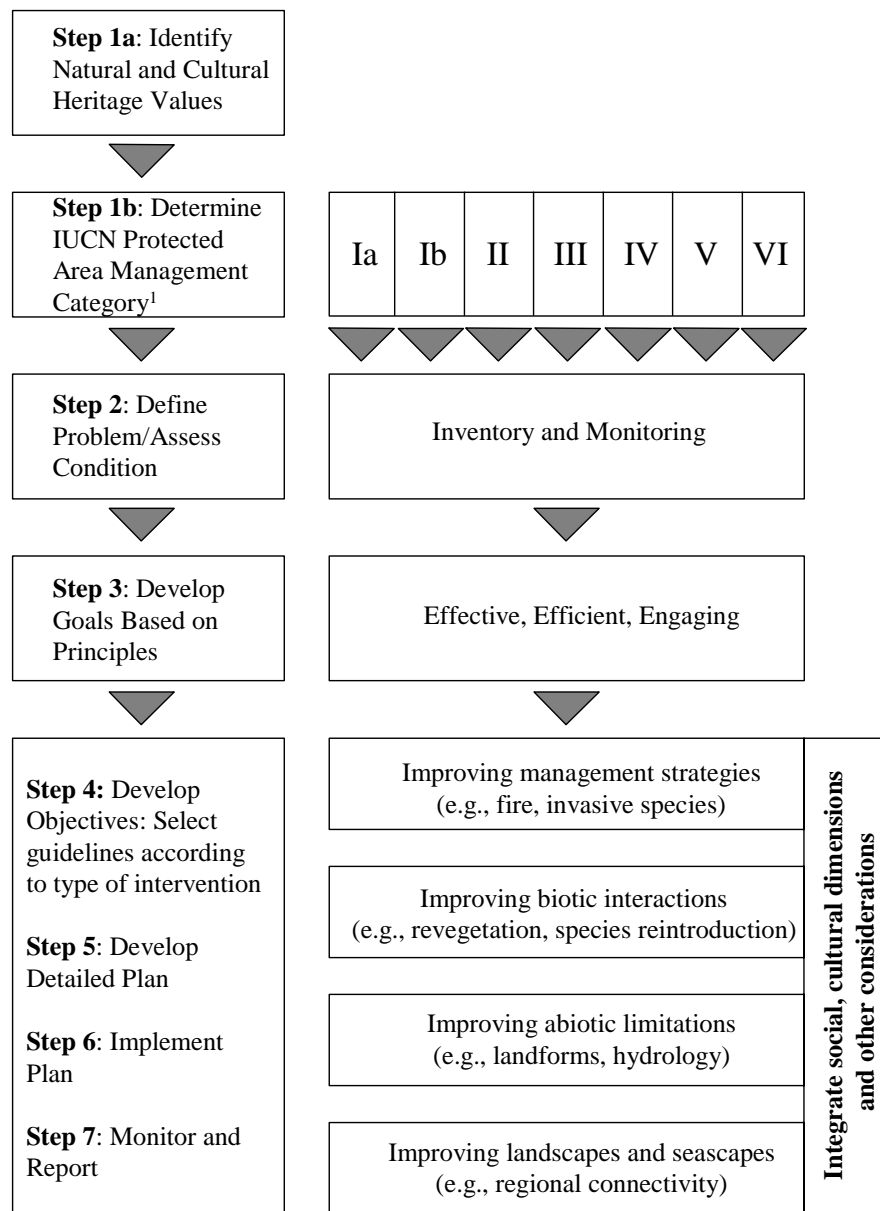 Step 1a: Identify
Natural and Cultural
Heritage Values
Step 1b: Determine
IUCN Protected
Area Management
Category¹
Ia
Ib
II
III
IV
V
VI
Step 2: Define
Problem/Assess
Condition
Inventory and Monitoring
Step 3: Develop
Goals Based on
Principles
Effective, Efficient, Engaging
Step 4: Develop
Objectives: Select
guidelines according
to type of intervention
Step 5: Develop
Detailed Plan
Step 6: Implement
Plan
Step 7: Monitor and
Report
Improving management strategies
(e.g., fire, invasive species)
Improving biotic interactions
(e.g., revegetation, species reintroduction)
Improving abiotic limitations
(e.g., landforms, hydrology)
Improving landscapes and seascapes
(e.g., regional connectivity)
Integrate social, cultural dimensions
and other considerations